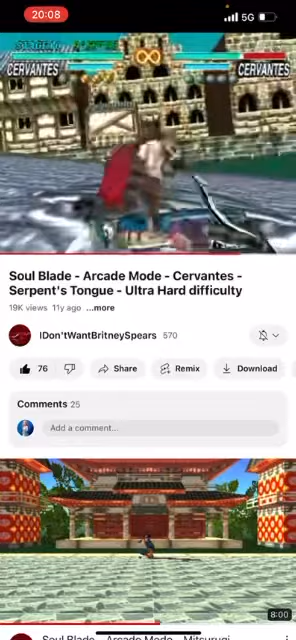 20:08
5G
CERVANTES
CERVANTES
Soul Blade - Arcade Mode - Cervantes -
Serpent's Tongue - Ultra Hard difficulty
19K views 11y ago ...more
IDon'tWantBritneySpears 570
76
Share
Remix
Download
Comments 25
Add a comment...
8:00
Soul Blade - Arcade Mode - Mitsurugi